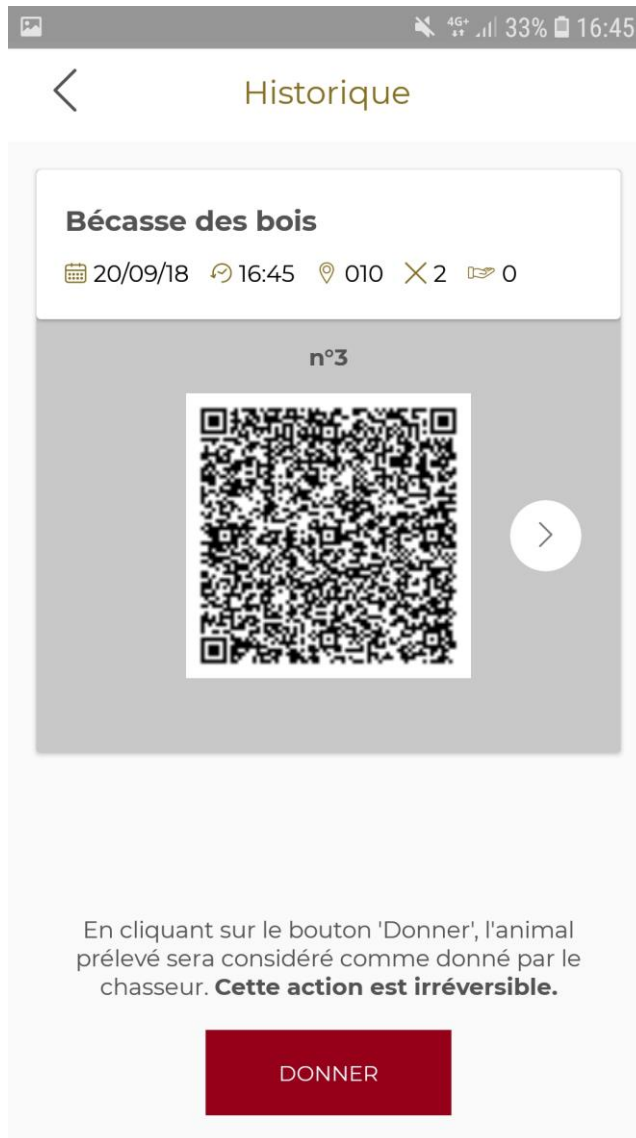 4G+ 33% 16:45
Historique
Bécasse des bois
20/09/18 16:45 010 2 0
n°3
En cliquant sur le bouton 'Donner', l'animal
prélevé sera considéré comme donné par le
chasseur. Cette action est irréversible.
DONNER